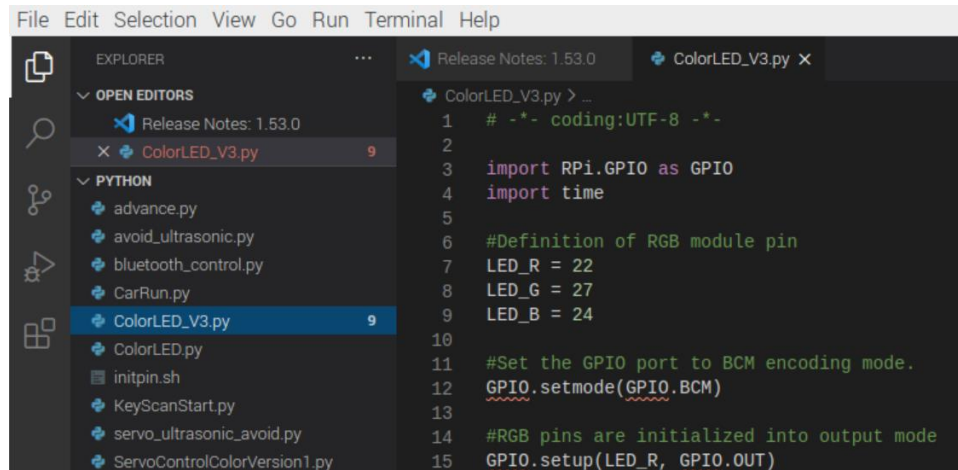 File Edit Selection View Go Run Terminal Help
EXPLORER ...
OPEN EDITORS
Release Notes: 1.53.0
ColorLED_V3.py 9
PYTHON
advance.py
avoid_ultrasonic.py
bluetooth_control.py
CarRun.py
ColorLED_V3.py 9
ColorLED.py
initpin.sh
KeyScanStart.py
servo_ultrasonic_avoid.py
ServoControlColorVersion1.py
Release Notes: 1.53.0 ColorLED_V3.py
ColorLED_V3.py > ...
1 # -*- coding:UTF-8 -*-
2
3 import RPi.GPIO as GPIO
4 import time
5
6 #Definition of RGB module pin
7 LED_R = 22
8 LED_G = 27
9 LED_B = 24
10
11 #Set the GPIO port to BCM encoding mode.
12 GPIO.setmode(GPIO.BCM)
13
14 #RGB pins are initialized into output mode
15 GPIO.setup(LED_R, GPIO.OUT)